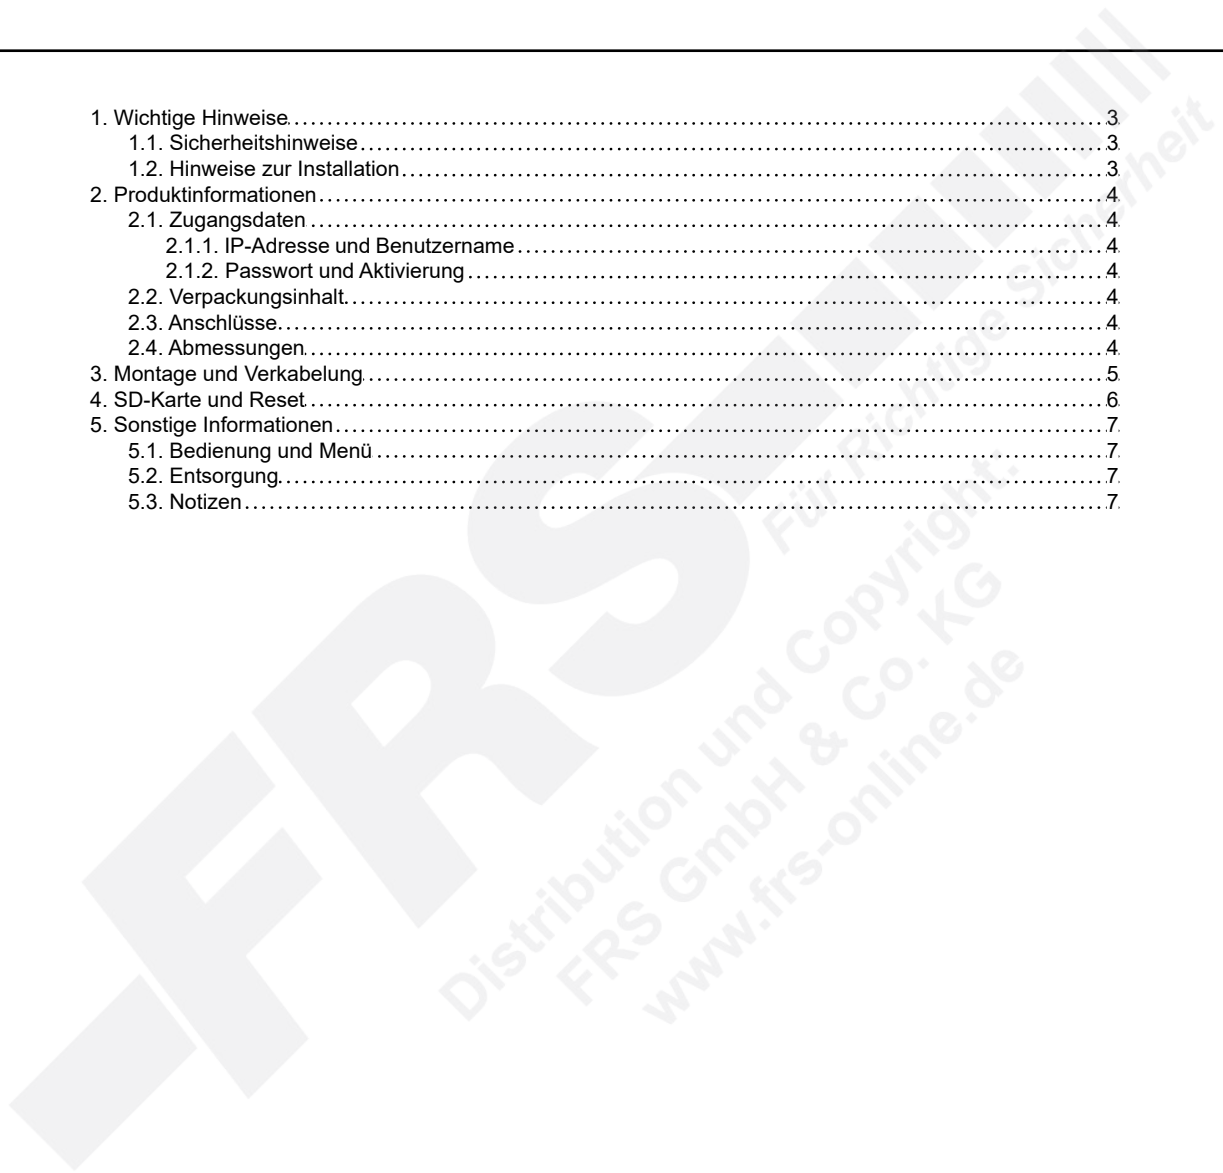 1. Wichtige Hinweise........................................3
1.1. Sicherheitshinweise........................................3
1.2. Hinweise zur Installation........................................3
2. Produktinformationen........................................4
2.1. Zugangsdaten........................................4
2.1.1. IP-Adresse und Benutzername........................................4
2.1.2. Passwort und Aktivierung........................................4
2.2. Verpackungsinhalt........................................4
2.3. Anschlüsse........................................4
2.4. Abmessungen........................................4
3. Montage und Verkabelung........................................5
4. SD-Karte und Reset........................................6
5. Sonstige Informationen........................................7
5.1. Bedienung und Menü........................................7
5.2. Entsorgung........................................7
5.3. Notizen........................................7
FRS
Für Richtige Sicherheit
Distribution und Copyright:
FRS GmbH & Co. KG
www.frs-online.de